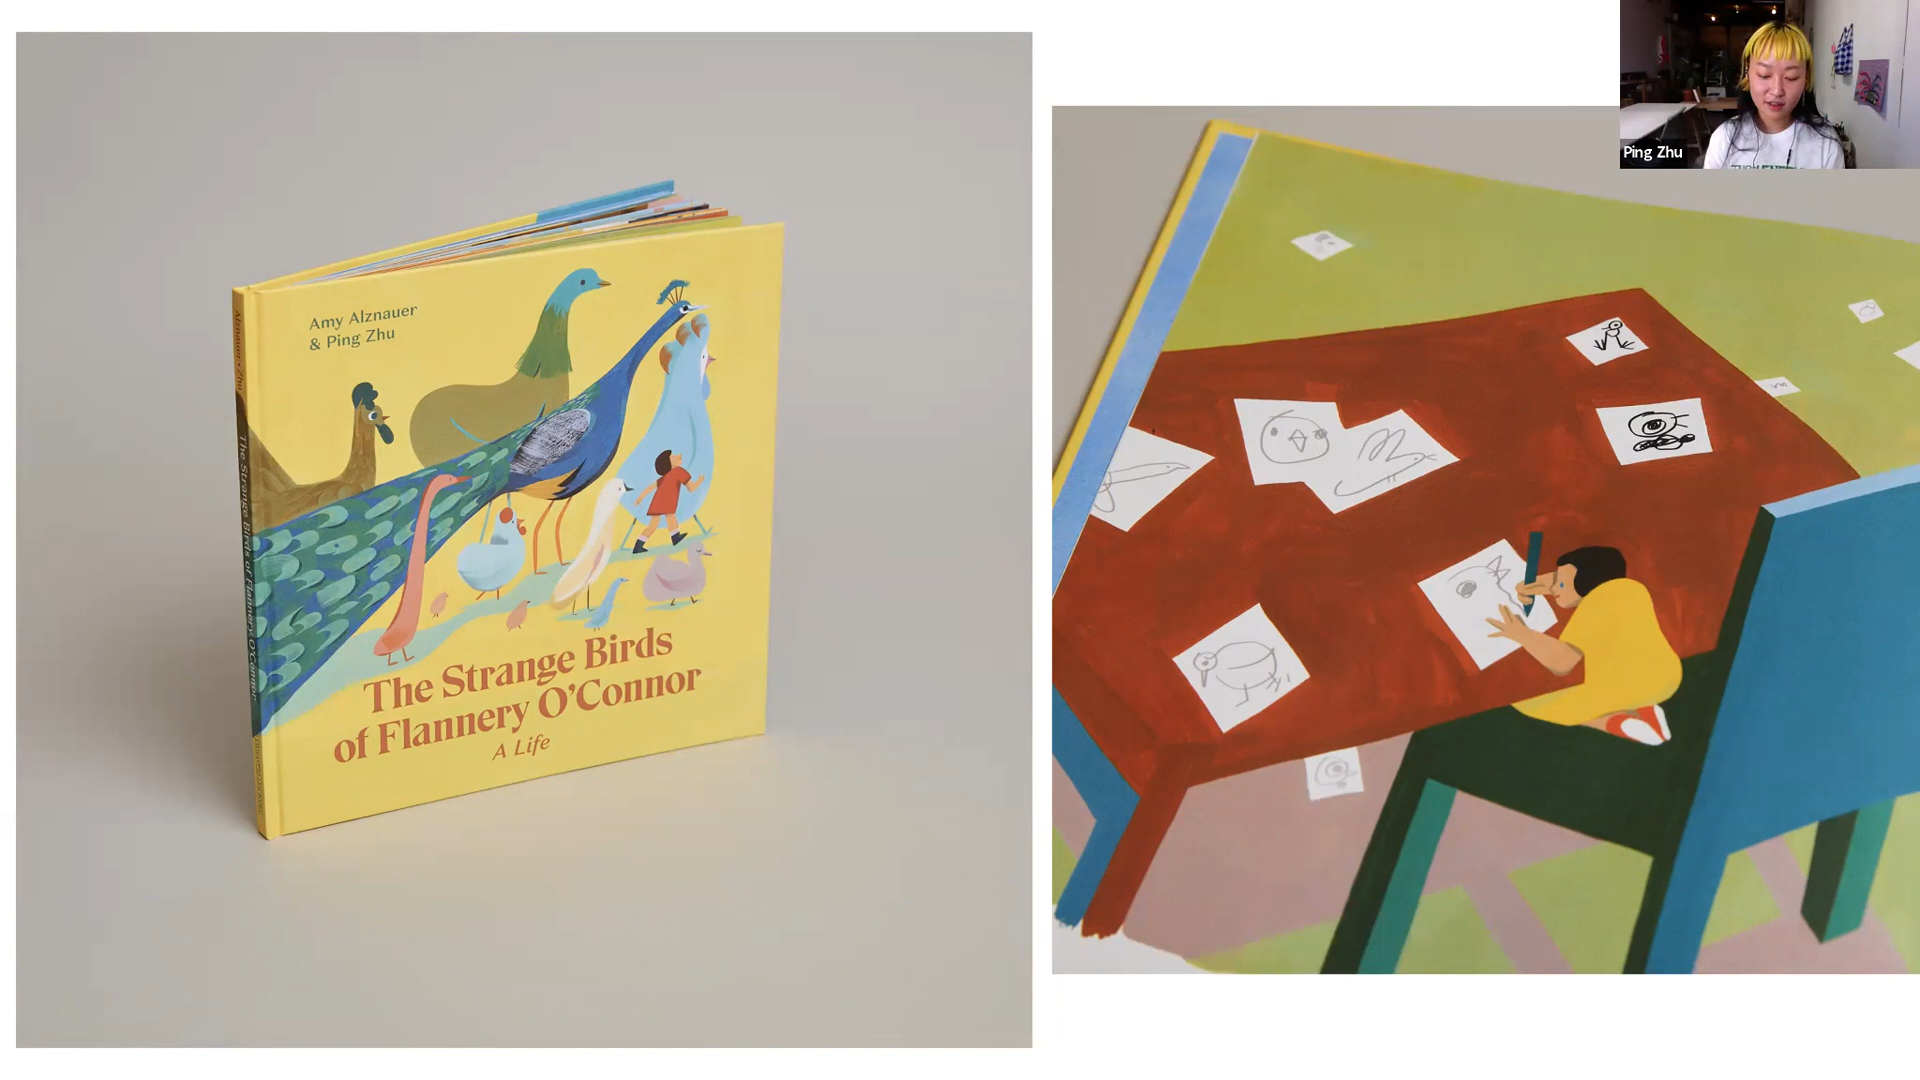 Amy Alznauer
& Ping Zhu
The Strange Birds
of Flannery O'Connor
A Life
The Strange Birds of Flannery O'Connor
Ping Zhu